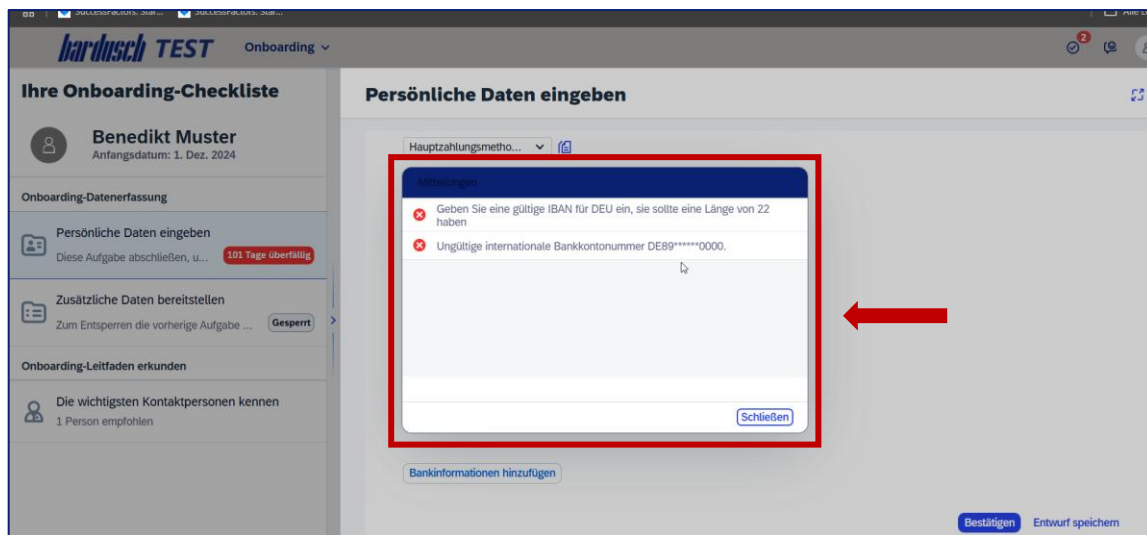 SuccessFactors: Star...
SuccessFactors: Star...
Alle
bardusch TEST
Onboarding
2
Ihre Onboarding-Checkliste
Persönliche Daten eingeben
Benedikt Muster
Anfangsdatum: 1. Dez. 2024
Hauptzahlungsmetho...
Mitteilungen
Onboarding-Datenerfassung
Geben Sie eine gültige IBAN für DEU ein, sie sollte eine Länge von 22
haben
Persönliche Daten eingeben
Diese Aufgabe abschließen, u...
101 Tage überfällig
Ungültige internationale Bankkontonummer DE89******0000.
Zusätzliche Daten bereitstellen
Zum Entsperren die vorherige Aufgabe ...
Gesperrt
Onboarding-Leitfaden erkunden
Die wichtigsten Kontaktpersonen kennen
1 Person empfohlen
Schließen
Bankinformationen hinzufügen
Bestätigen
Entwurf speichern